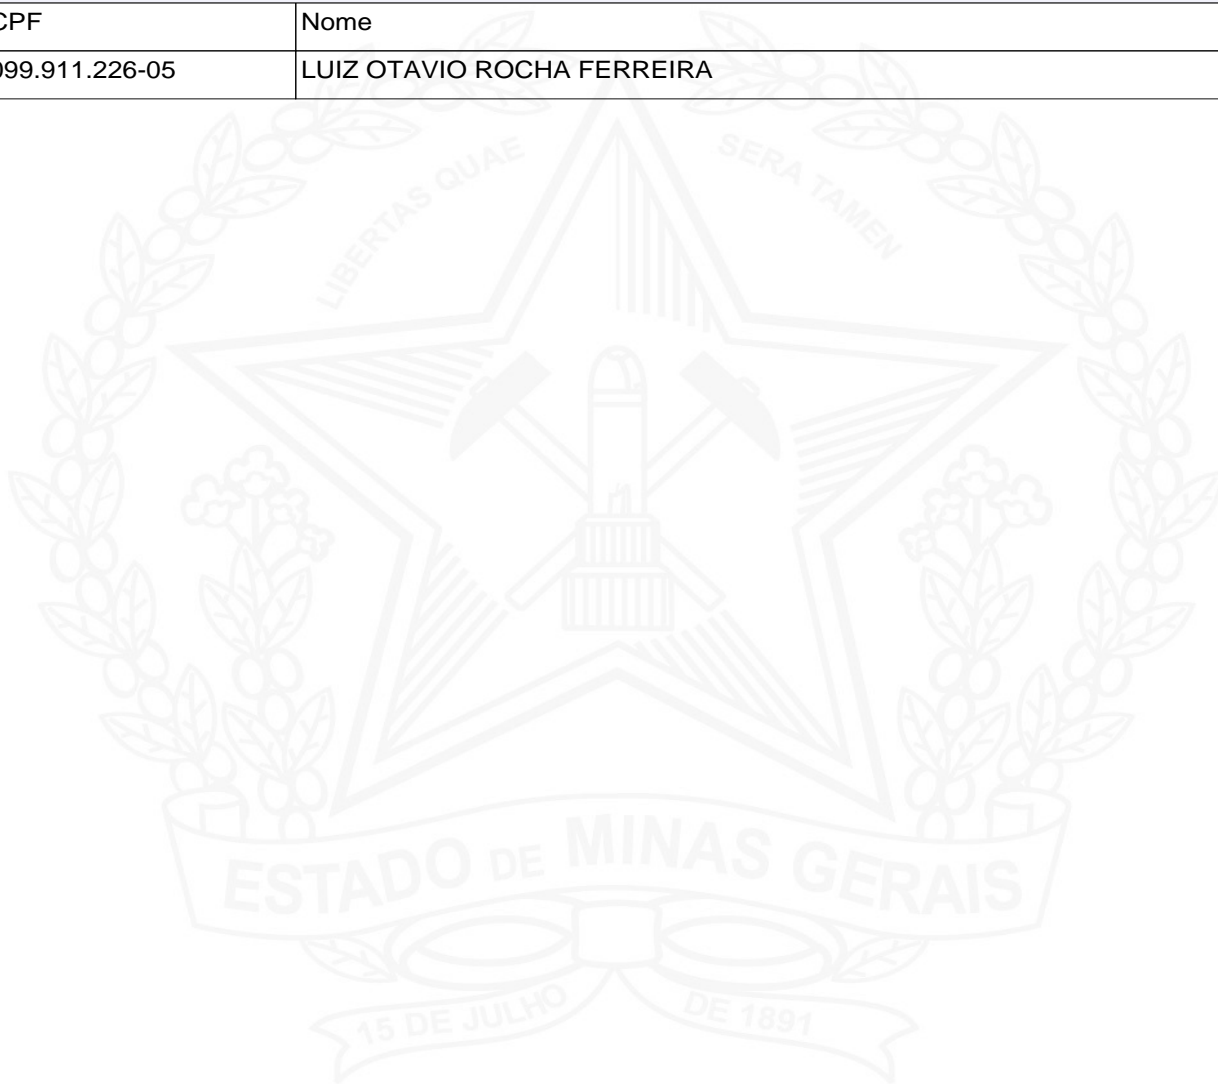 CPF Nome
099.911.226-05 LUIZ OTAVIO ROCHA FERREIRA
LIBERTAS QUAE SERA TAMEN
ESTADO DE MINAS GERAIS
15 DE JULHO DE 1891